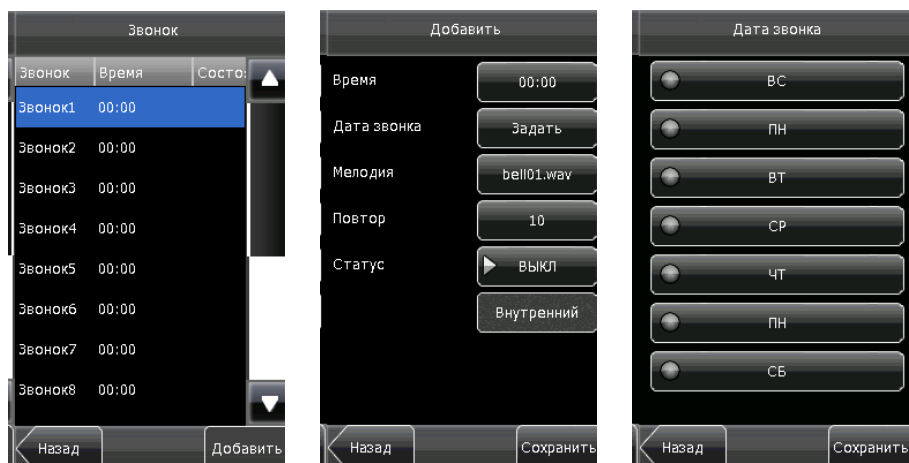 Звонок
Звонок Время Состо:
Звонок1 00:00
Звонок2 00:00
Звонок3 00:00
Звонок4 00:00
Звонок5 00:00
Звонок6 00:00
Звонок7 00:00
Звонок8 00:00
Назад Добавить
Добавить
Время 00:00
Дата звонка Задать
Мелодия bell01.wav
Повтор 10
Статус ВЫКЛ
Внутренний
Назад Сохранить
Дата звонка
ВС
ПН
ВТ
СР
ЧТ
ПН
СБ
Назад Сохранить